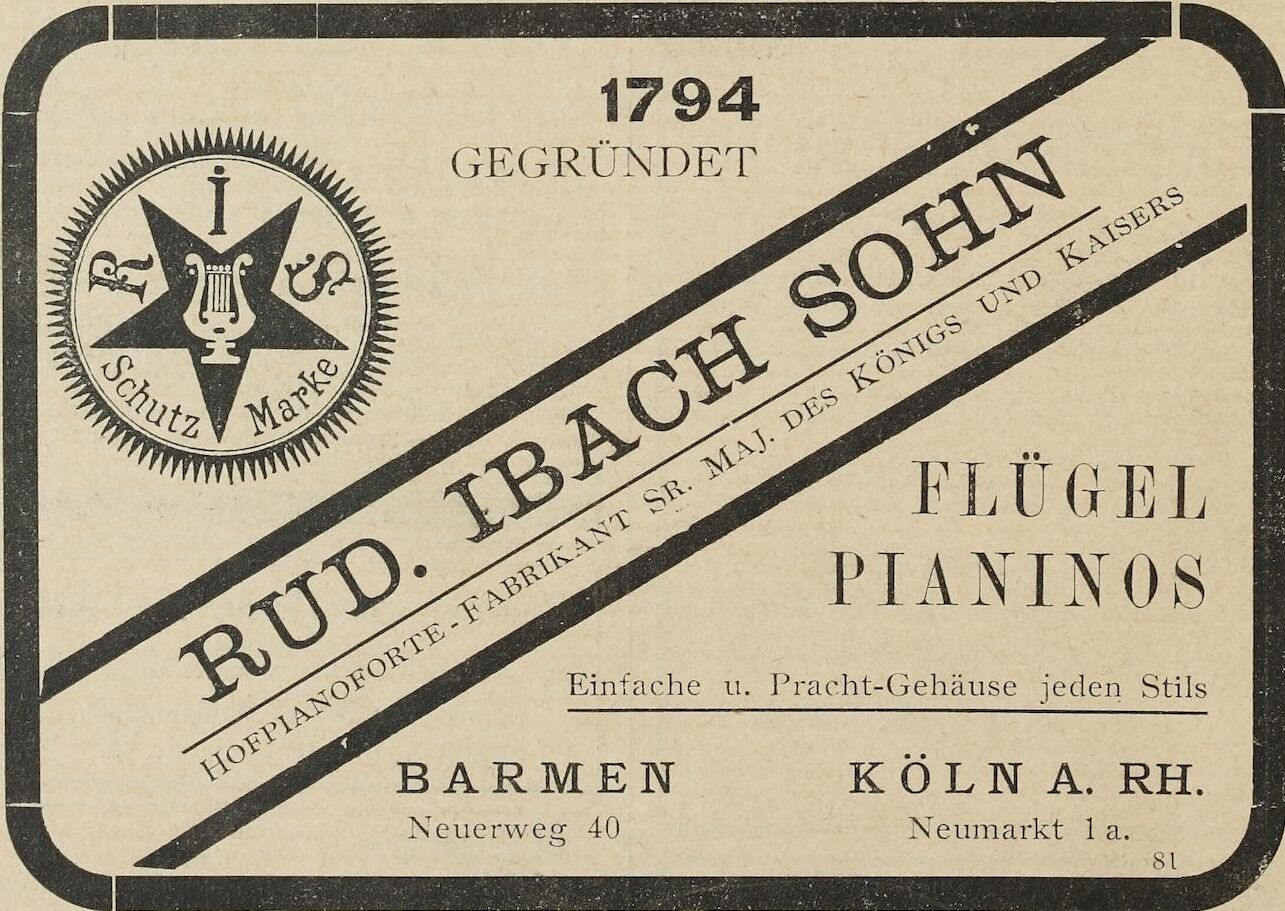 1794
GEGRÜNDET
R I S
Schutz Marke
RUD. IBACH SOHN
HOFPIANOFORTE-FABRIKANT SR. MAJ. DES KÖNIGS UND KAISERS
FLÜGEL
PIANINOS
Einfache u. Pracht-Gehäuse jeden Stils
BARMEN
Neuerweg 40
KÖLN A. RH.
Neumarkt 1a.
81